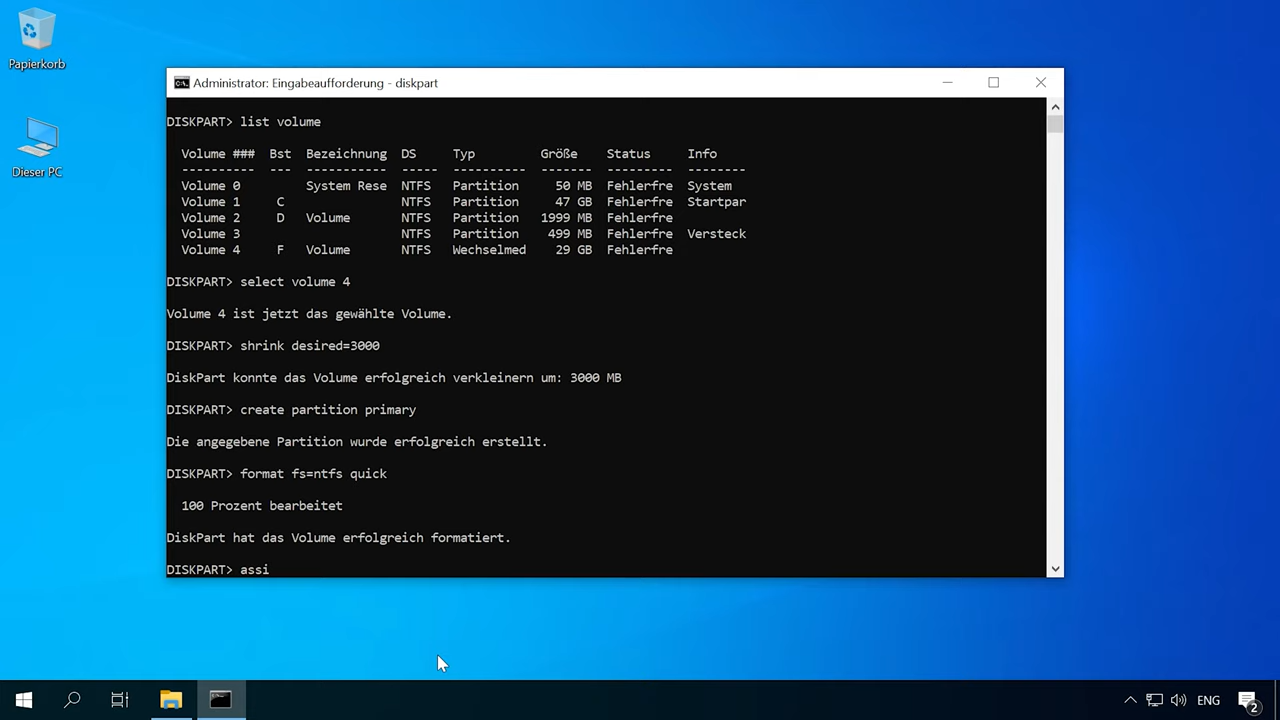 Papierkorb
Dieser PC
Administrator: Eingabeaufforderung - diskpart
DISKPART> list volume
Volume ### Bst Bezeichnung DS Typ Größe Status Info
---------- --- ----------- ----- ---------- ------- --------- --------
Volume 0 System Rese NTFS Partition 50 MB Fehlerfre System
Volume 1 C NTFS Partition 47 GB Fehlerfre Startpar
Volume 2 D Volume NTFS Partition 1999 MB Fehlerfre
Volume 3 NTFS Partition 499 MB Fehlerfre Versteck
Volume 4 F Volume NTFS Wechselmed 29 GB Fehlerfre
DISKPART> select volume 4
Volume 4 ist jetzt das gewählte Volume.
DISKPART> shrink desired=3000
DiskPart konnte das Volume erfolgreich verkleinern um: 3000 MB
DISKPART> create partition primary
Die angegebene Partition wurde erfolgreich erstellt.
DISKPART> format fs=ntfs quick
100 Prozent bearbeitet
DiskPart hat das Volume erfolgreich formatiert.
DISKPART> assi
ENG
2